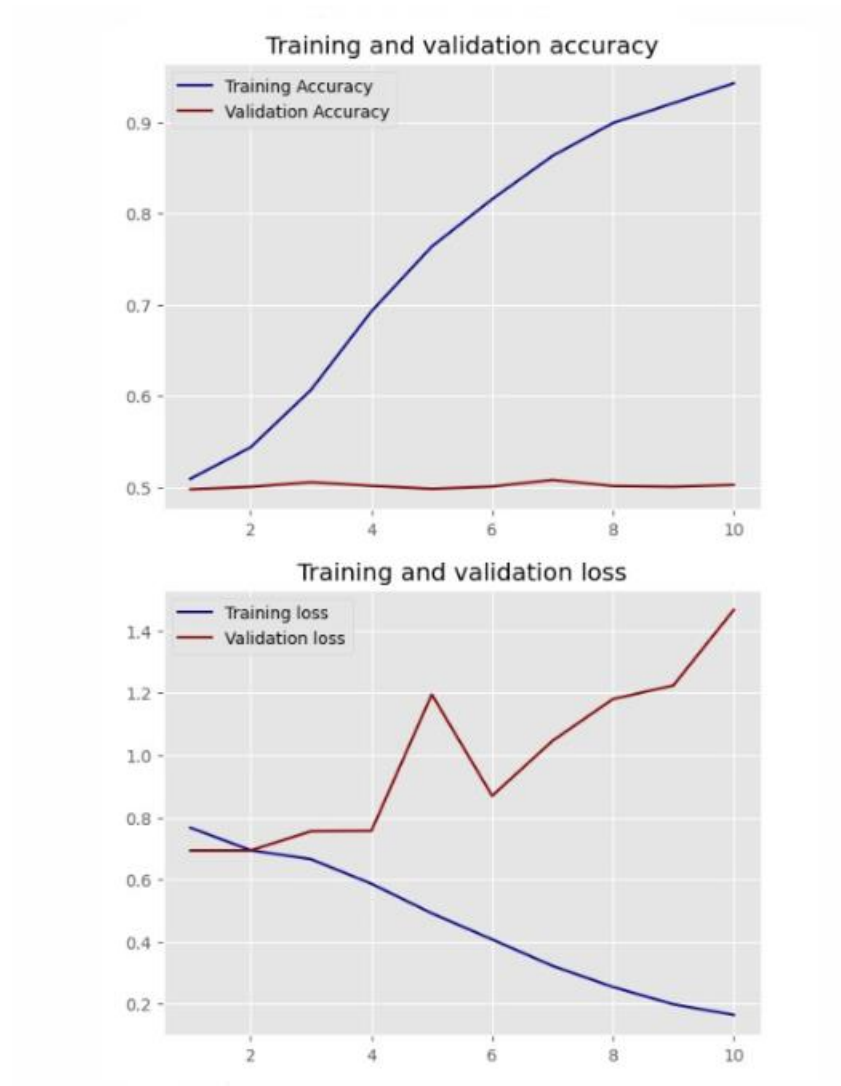 Training and validation accuracy
Training Accuracy
Validation Accuracy
0.9
0.8
0.7
0.6
0.5
2 4 6 8 10
Training and validation loss
Training loss
Validation loss
1.4
1.2
1.0
0.8
0.6
0.4
0.2
2 4 6 8 10